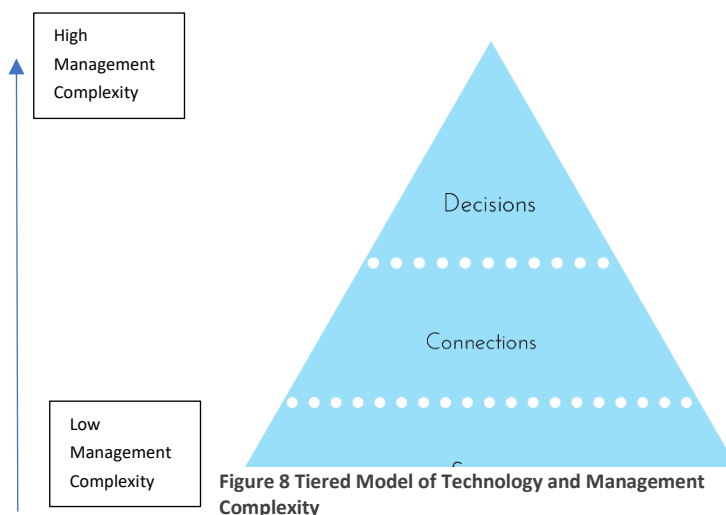 High
Management
Complexity
Decisions
Connections
Low
Management
Complexity
Figure 8 Tiered Model of Technology and Management
Complexity